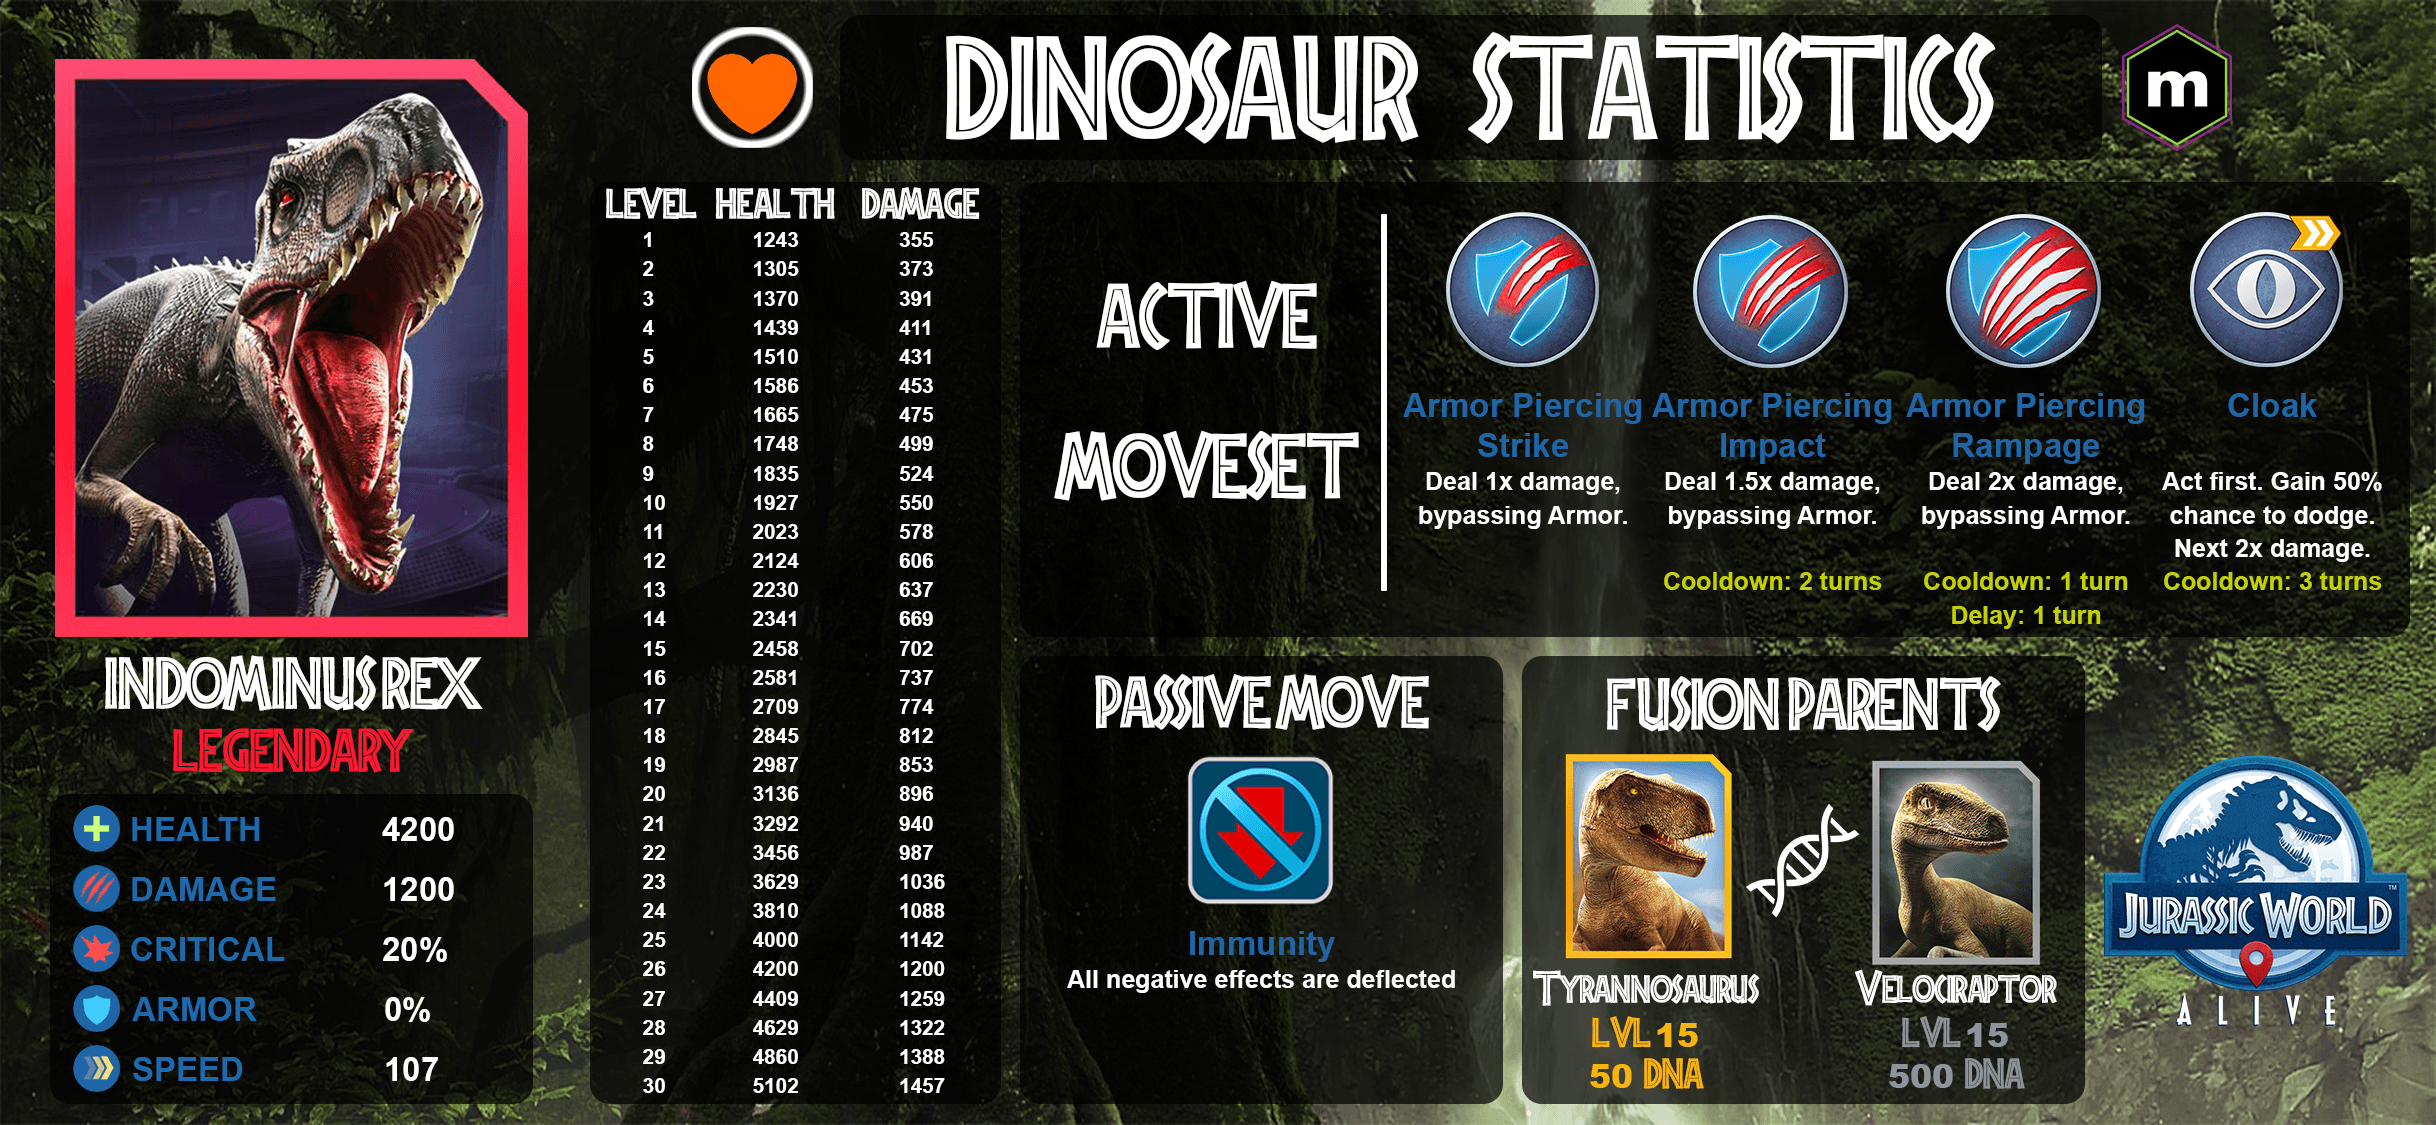 DINOSAUR STATISTICS
m
INDOMINUS REX
LEGENDARY
HEALTH 4200
DAMAGE 1200
CRITICAL 20%
ARMOR 0%
SPEED 107
LEVEL HEALTH DAMAGE
1 1243 355
2 1305 373
3 1370 391
4 1439 411
5 1510 431
6 1586 453
7 1665 475
8 1748 499
9 1835 524
10 1927 550
11 2023 578
12 2124 606
13 2230 637
14 2341 669
15 2458 702
16 2581 737
17 2709 774
18 2845 812
19 2987 853
20 3136 896
21 3292 940
22 3456 987
23 3629 1036
24 3810 1088
25 4000 1142
26 4200 1200
27 4409 1259
28 4629 1322
29 4860 1388
30 5102 1457
ACTIVE
MOVESET
Armor Piercing
Strike
Deal 1x damage,
bypassing Armor.
Armor Piercing
Impact
Deal 1.5x damage,
bypassing Armor.
Cooldown: 2 turns
Armor Piercing
Rampage
Deal 2x damage,
bypassing Armor.
Cooldown: 1 turn
Delay: 1 turn
Cloak
Act first. Gain 50%
chance to dodge.
Next 2x damage.
Cooldown: 3 turns
PASSIVE MOVE
Immunity
All negative effects are deflected
FUSION PARENTS
TYRANNOSAURUS
LVL 15
50 DNA
VELOCIRAPTOR
LVL 15
500 DNA
JURASSIC WORLD
TM
ALIVE